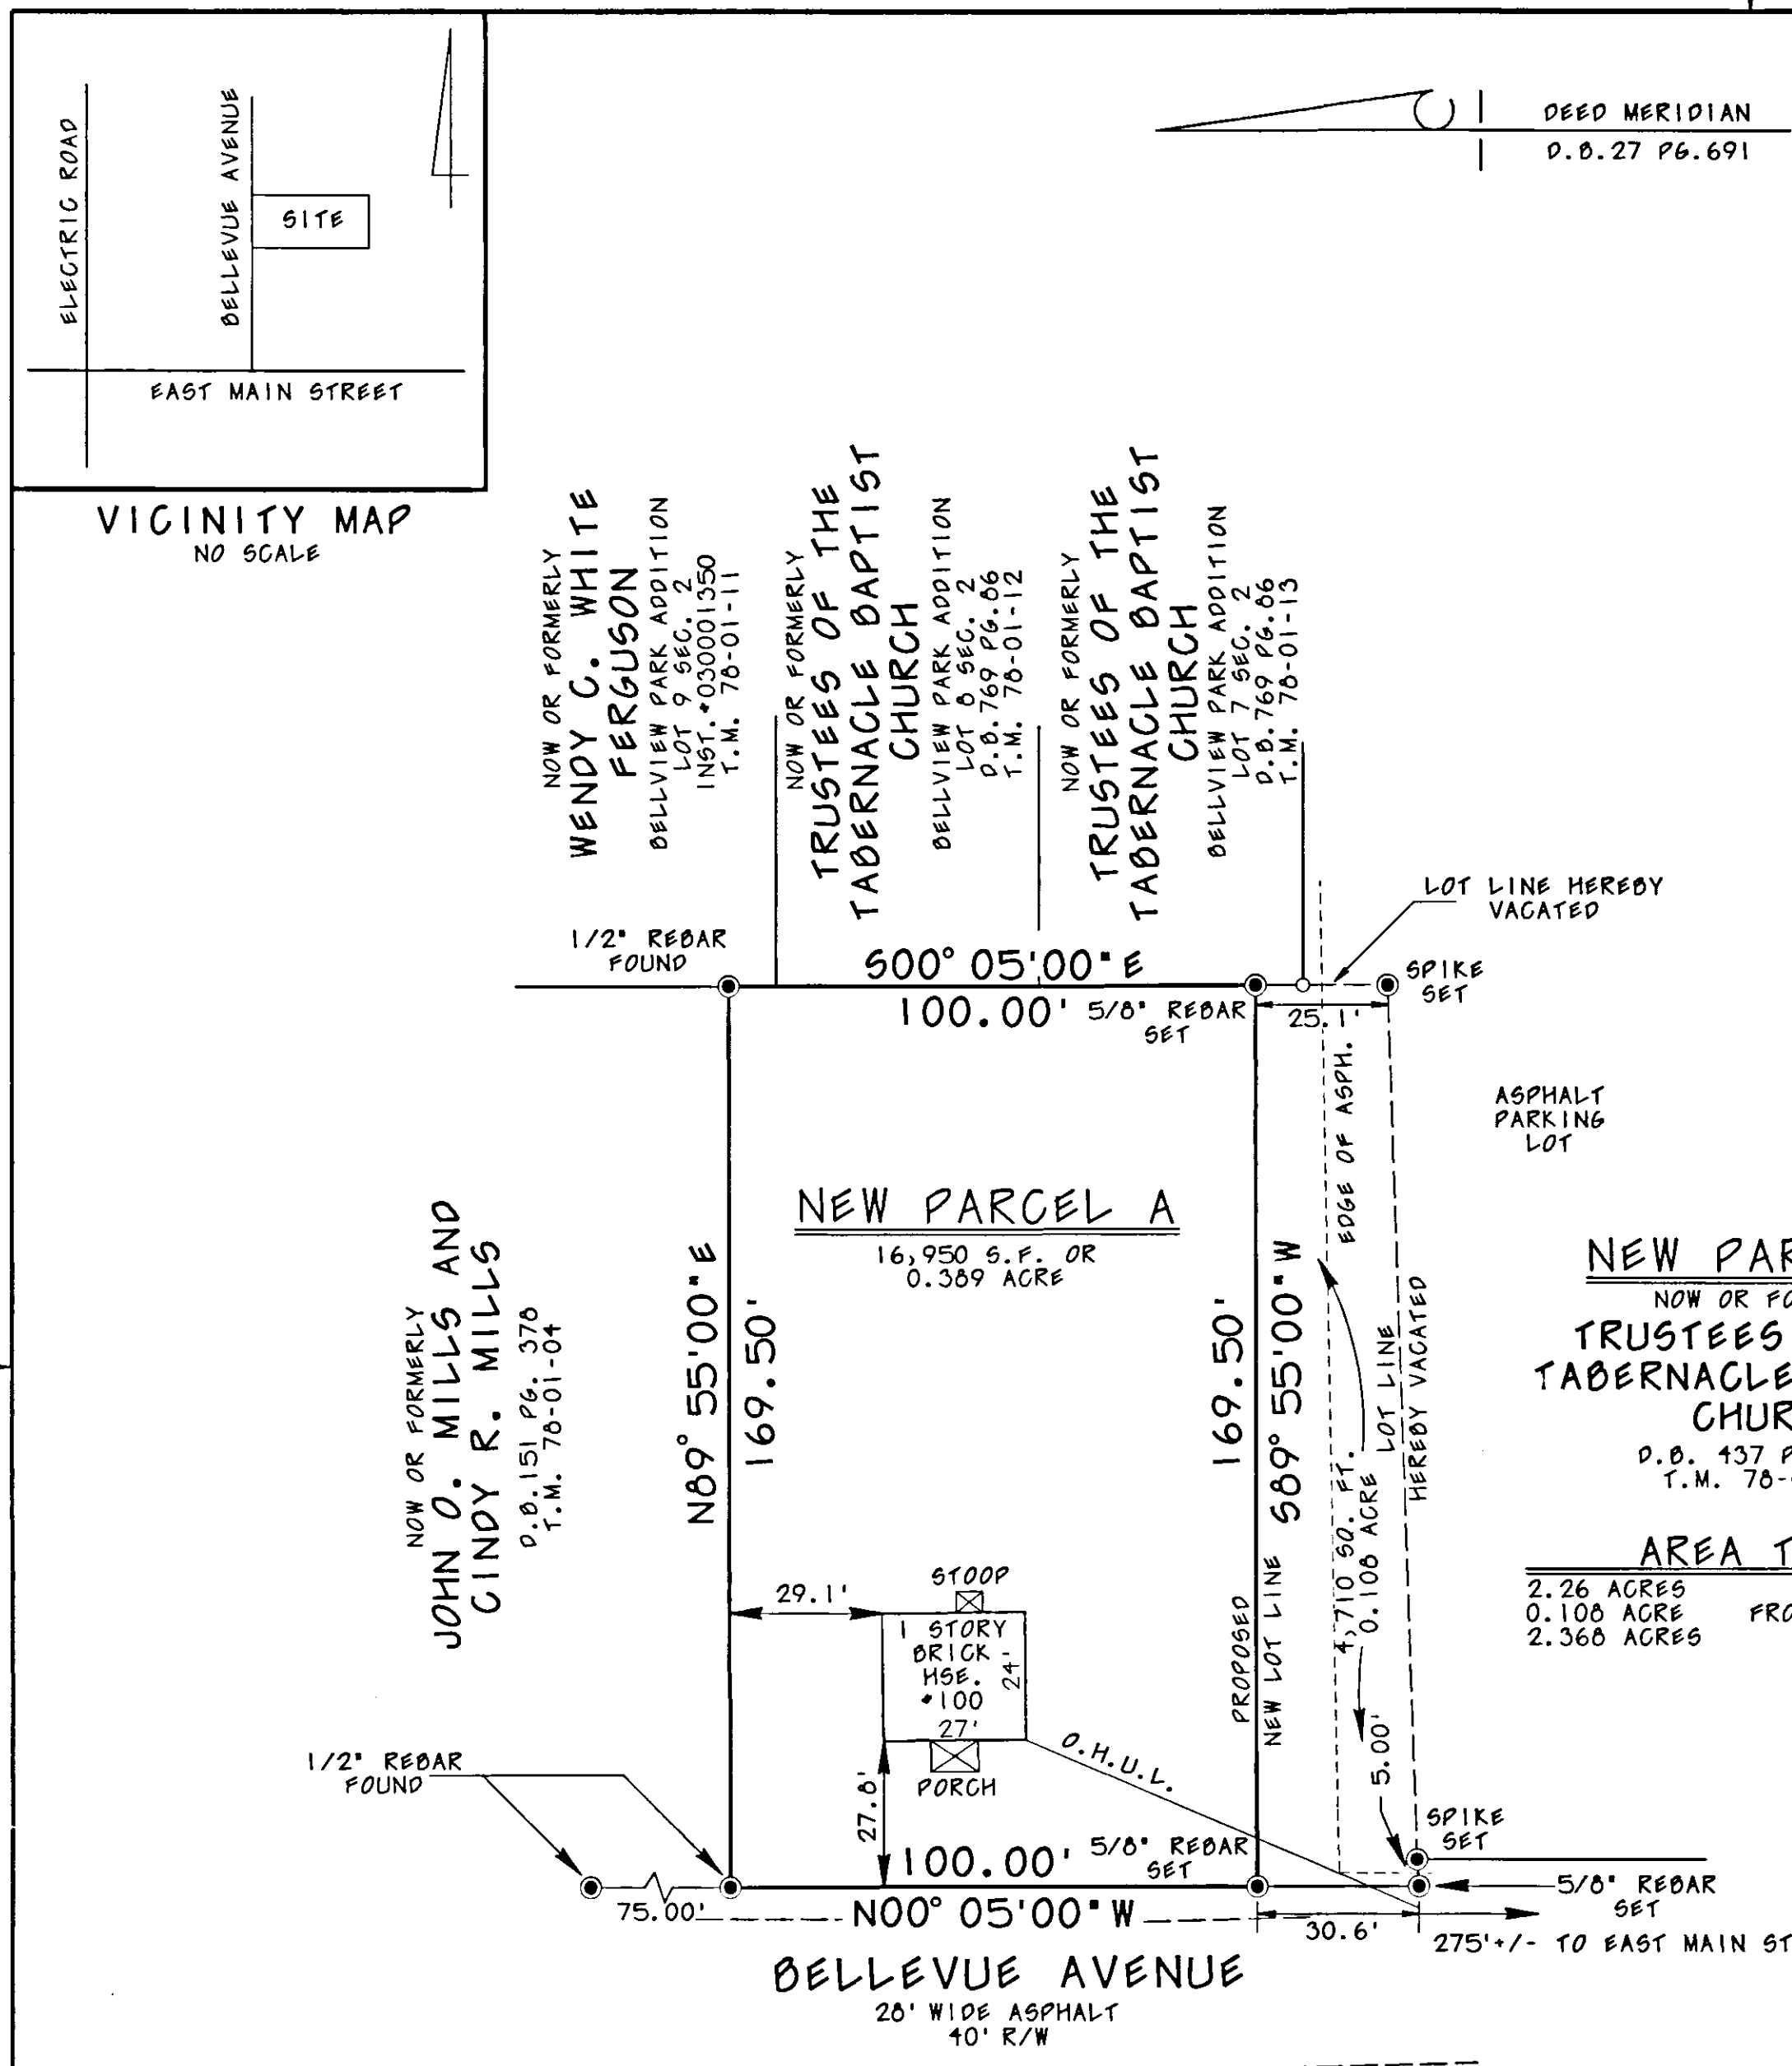 ELECTRIC ROAD
BELLEVUE AVENUE
SITE
EAST MAIN STREET
VICINITY MAP
NO SCALE
DEED MERIDIAN
D.B.27 PG.691
NOW OR FORMERLY
WENDY C. WHITE
FERGUSON
BELLVIEW PARK ADDITION
LOT 9 SEC. 2
INST.#030001350
T.M. 78-01-11
NOW OR FORMERLY
TRUSTEES OF THE
TABERNACLE BAPTIST
CHURCH
BELLVIEW PARK ADDITION
LOT 8 SEC. 2
D.B.769 PG.86
T.M. 78-01-12
NOW OR FORMERLY
TRUSTEES OF THE
TABERNACLE BAPTIST
CHURCH
BELLVIEW PARK ADDITION
LOT 7 SEC. 2
D.B.769 PG.86
T.M. 78-01-13
LOT LINE HEREBY
VACATED
1/2" REBAR
FOUND
S00° 05'00"E
100.00'
5/8" REBAR
SET
SPIKE
SET
25.1'
EDGE OF ASPH.
ASPHALT
PARKING
LOT
NEW PARCEL A
16,950 S.F. OR
0.389 ACRE
N89° 55'00"E
169.50'
169.50'
S89° 55'00"W
PROPOSED
NEW LOT LINE
4,710 SQ. FT.
0.108 ACRE
LOT LINE
HEREBY VACATED
NOW OR FORMERLY
JOHN O. MILLS AND
CINDY R. MILLS
D.B.151 PG. 378
T.M. 78-01-04
NEW PAR
NOW OR FO
TRUSTEES
TABERNACLE
CHUR
D.B. 437 P
T.M. 78-
AREA T
2.26 ACRES
0.108 ACRE FRO
2.368 ACRES
STOOP
29.1'
1 STORY
BRICK
HSE.
#100
24'
27'
PORCH
27.8'
O.H.U.L.
5.00'
SPIKE
SET
1/2" REBAR
FOUND
100.00'
5/8" REBAR
SET
5/8" REBAR
SET
75.00'
N00° 05'00"W
30.6'
275'+/- TO EAST MAIN ST
BELLEVUE AVENUE
28' WIDE ASPHALT
40' R/W